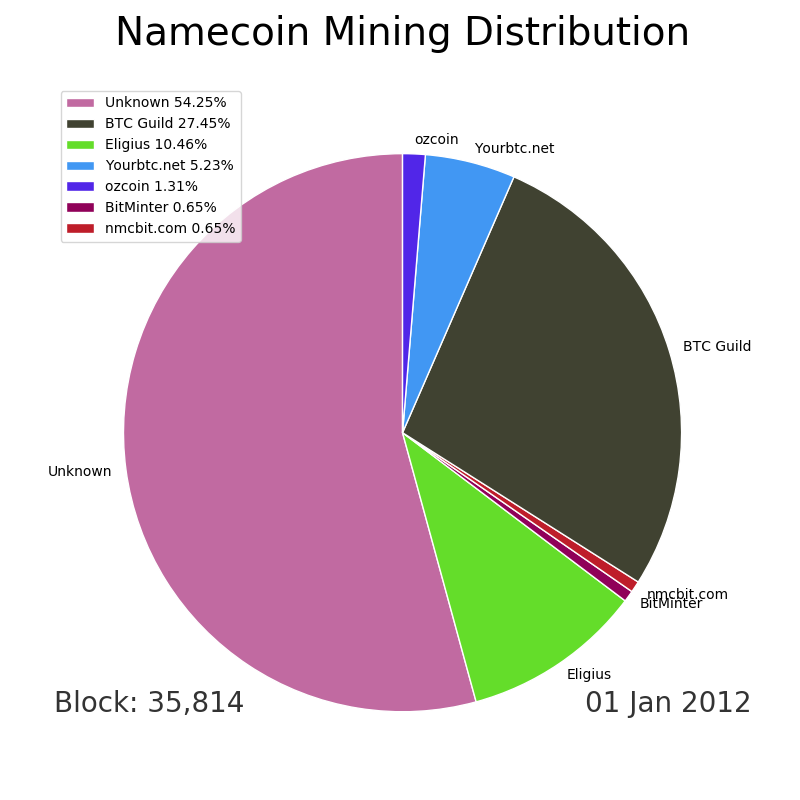 Namecoin Mining Distribution
Unknown 54.25%
BTC Guild 27.45%
Eligius 10.46%
Yourbtc.net 5.23%
ozcoin 1.31%
BitMinter 0.65%
nmcbit.com 0.65%
ozcoin
Yourbtc.net
BTC Guild
Unknown
nmcbit.com
BitMinter
Eligius
Block: 35,814
01 Jan 2012